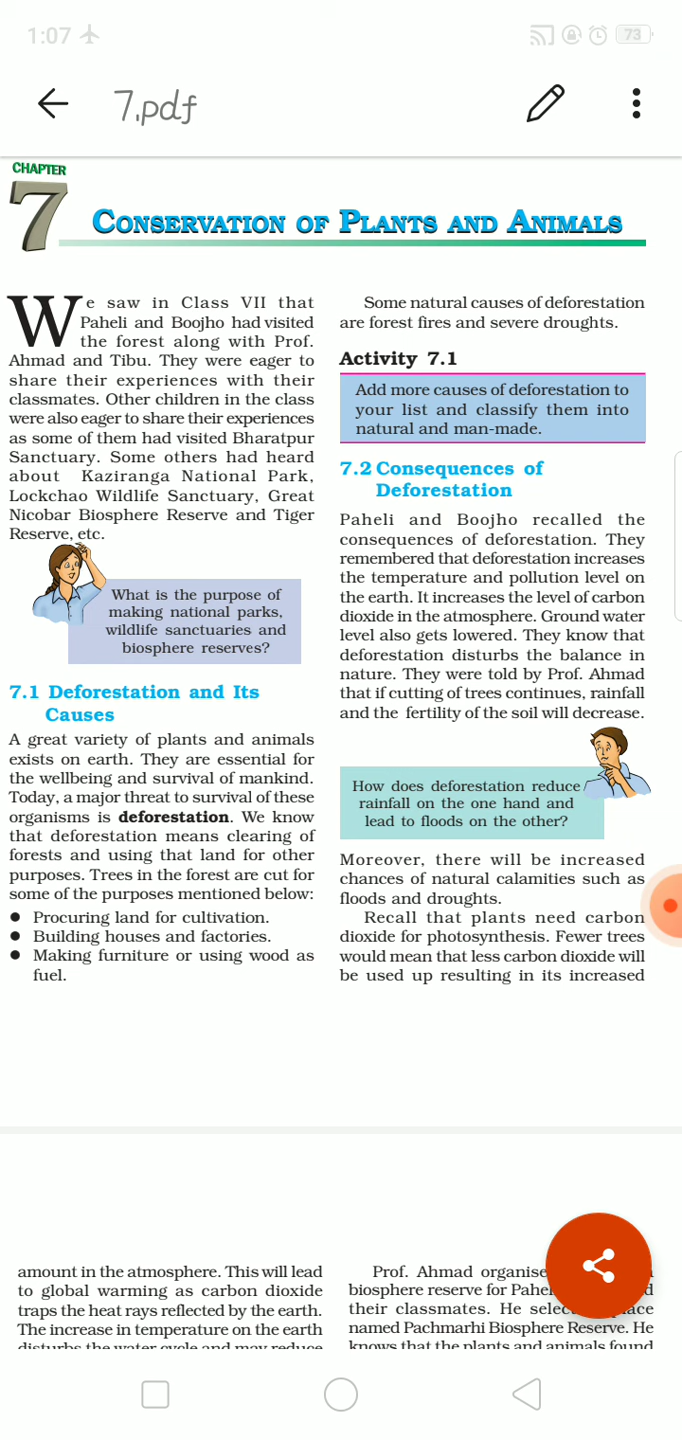 1:07
73
7.pdf
CHAPTER
7
CONSERVATION OF PLANTS AND ANIMALS
We saw in Class VII that
Paheli and Boojho had visited
the forest along with Prof.
Ahmad and Tibu. They were eager to
share their experiences with their
classmates. Other children in the class
were also eager to share their experiences
as some of them had visited Bharatpur
Sanctuary. Some others had heard
about Kaziranga National Park,
Lockchao Wildlife Sanctuary, Great
Nicobar Biosphere Reserve and Tiger
Reserve, etc.
What is the purpose of
making national parks,
wildlife sanctuaries and
biosphere reserves?
7.1 Deforestation and Its
Causes
A great variety of plants and animals
exists on earth. They are essential for
the wellbeing and survival of mankind.
Today, a major threat to survival of these
organisms is deforestation. We know
that deforestation means clearing of
forests and using that land for other
purposes. Trees in the forest are cut for
some of the purposes mentioned below:
● Procuring land for cultivation.
● Building houses and factories.
● Making furniture or using wood as
fuel.
Some natural causes of deforestation
are forest fires and severe droughts.
Activity 7.1
Add more causes of deforestation to
your list and classify them into
natural and man-made.
7.2 Consequences of
Deforestation
Paheli and Boojho recalled the
consequences of deforestation. They
remembered that deforestation increases
the temperature and pollution level on
the earth. It increases the level of carbon
dioxide in the atmosphere. Ground water
level also gets lowered. They know that
deforestation disturbs the balance in
nature. They were told by Prof. Ahmad
that if cutting of trees continues, rainfall
and the fertility of the soil will decrease.
How does deforestation reduce
rainfall on the one hand and
lead to floods on the other?
Moreover, there will be increased
chances of natural calamities such as
floods and droughts.
Recall that plants need carbon
dioxide for photosynthesis. Fewer trees
would mean that less carbon dioxide will
be used up resulting in its increased
amount in the atmosphere. This will lead
to global warming as carbon dioxide
traps the heat rays reflected by the earth.
The increase in temperature on the earth
disturbs the water cycle and may reduce
Prof. Ahmad organise
biosphere reserve for
their classmates. He
named Pachmarhi Biosphere Reserve. He
knows that the plants and animals found